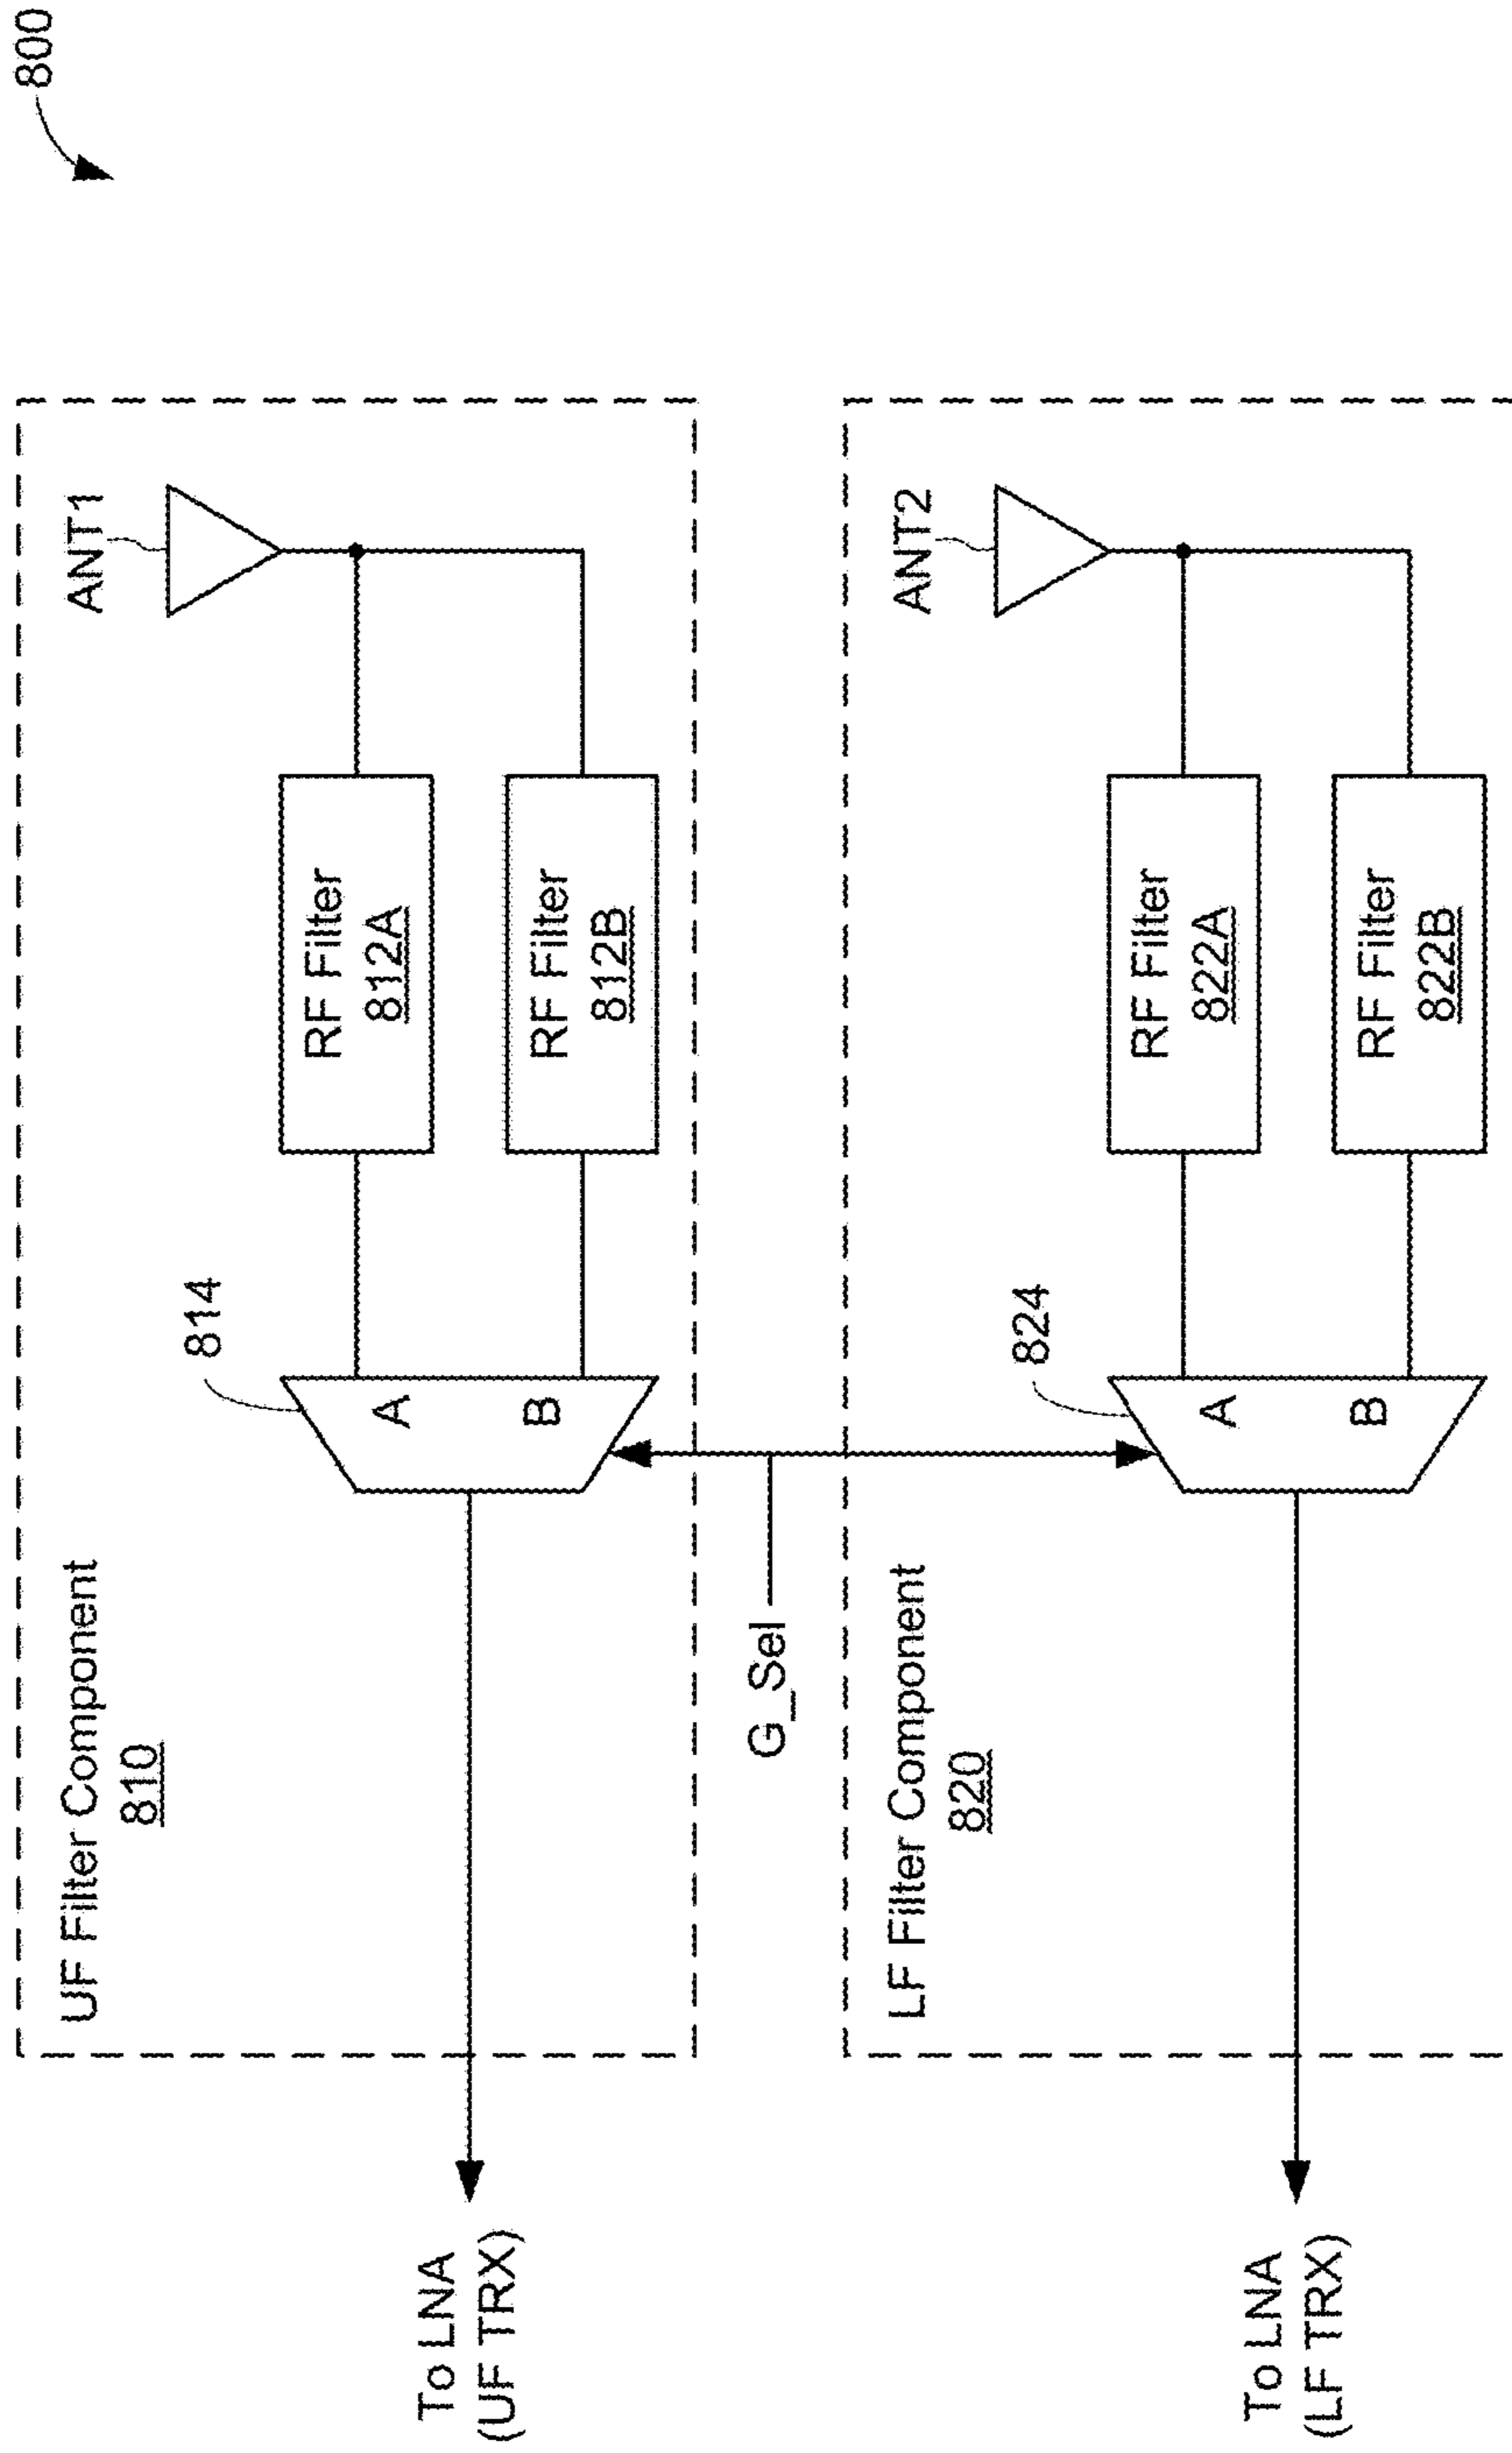 800
UF Filter Component
810
814
ANT1
A
B
RF Filter
812A
RF Filter
812B
To LNA
(UF TRX)
G_Sel
LF Filter Component
820
824
ANT2
A
B
RF Filter
822A
RF Filter
822B
To LNA
(LF TRX)